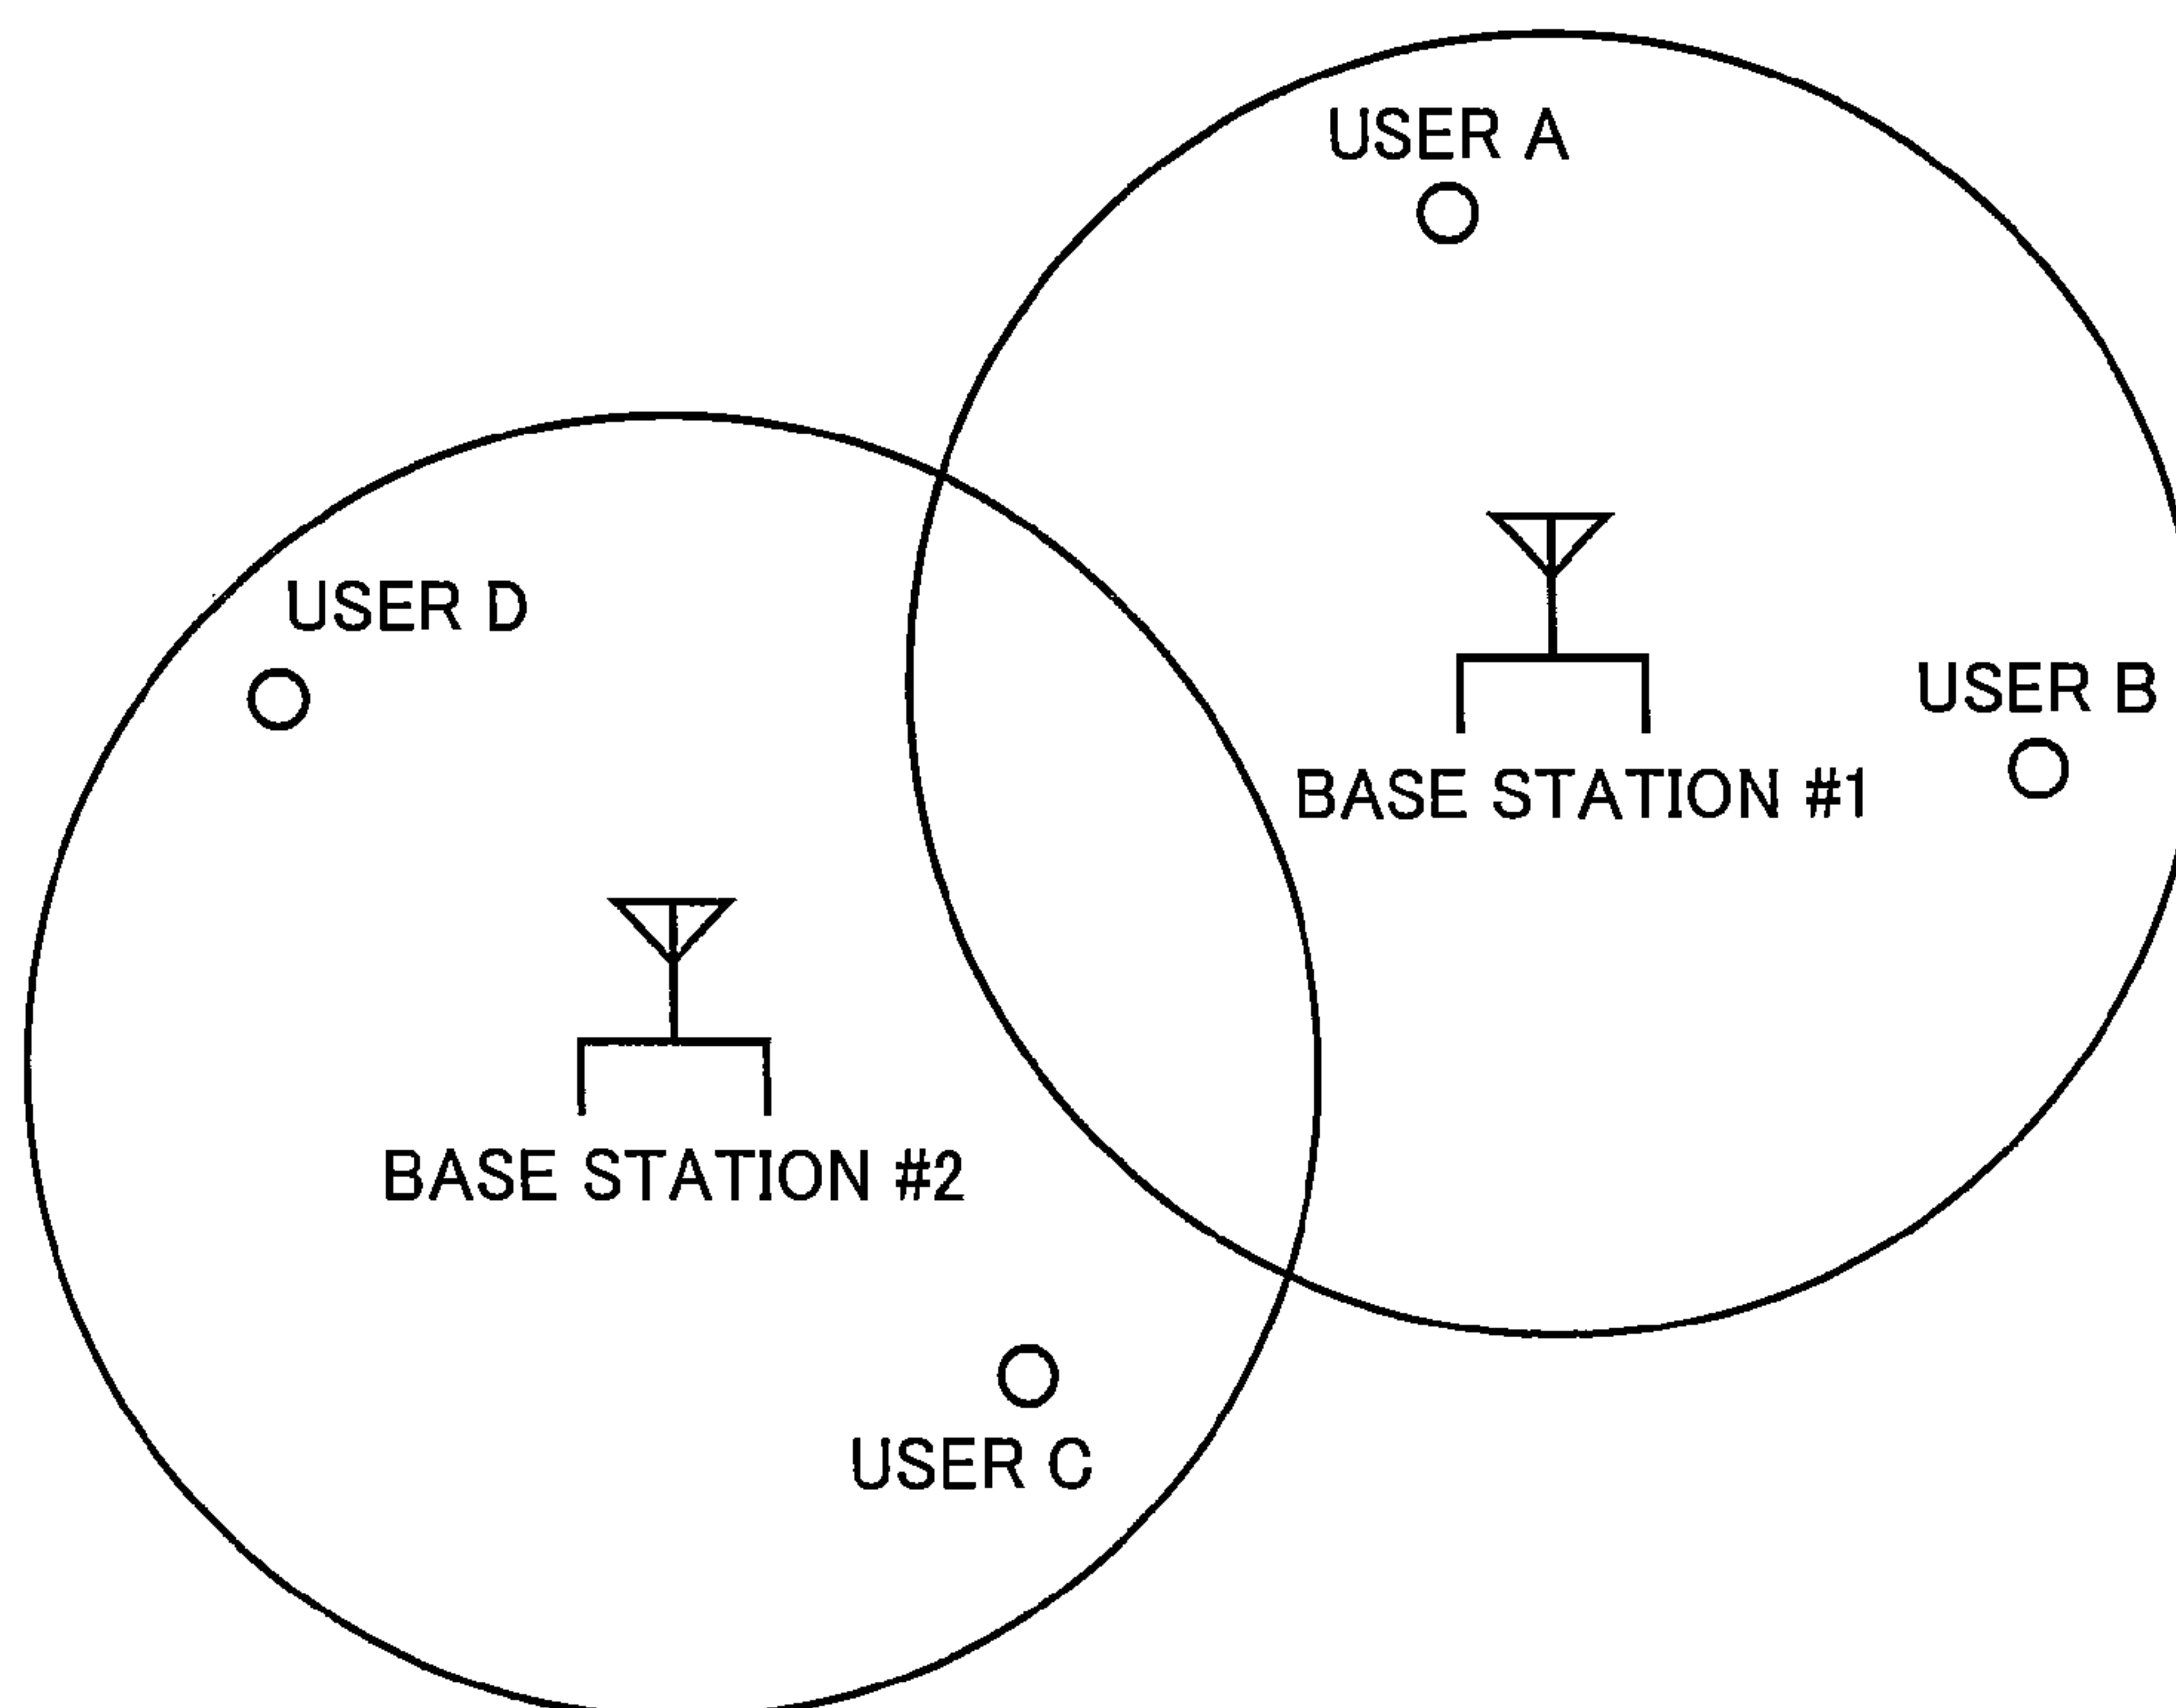 USER A
USER D
USER B
BASE STATION #1
BASE STATION #2
USER C